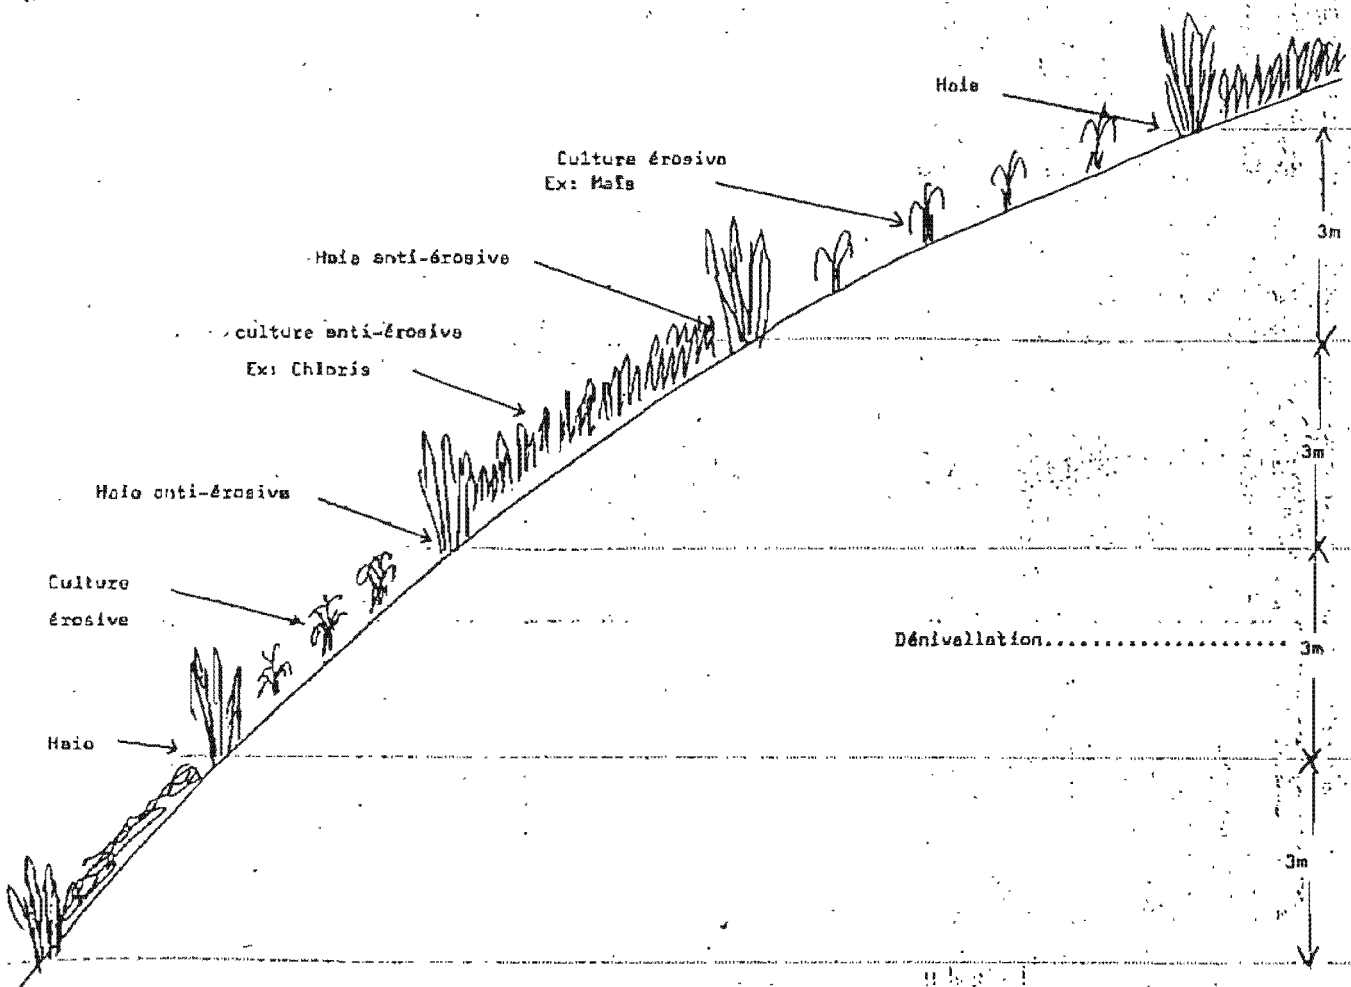 Haie
Culture érosive
Ex: Maïs
3m
Haie anti-érosive
culture anti-érosive
Ex: Chloris
3m
Haie anti-érosive
Culture
érosive
Dénivallation.....................3m
Haie
3m